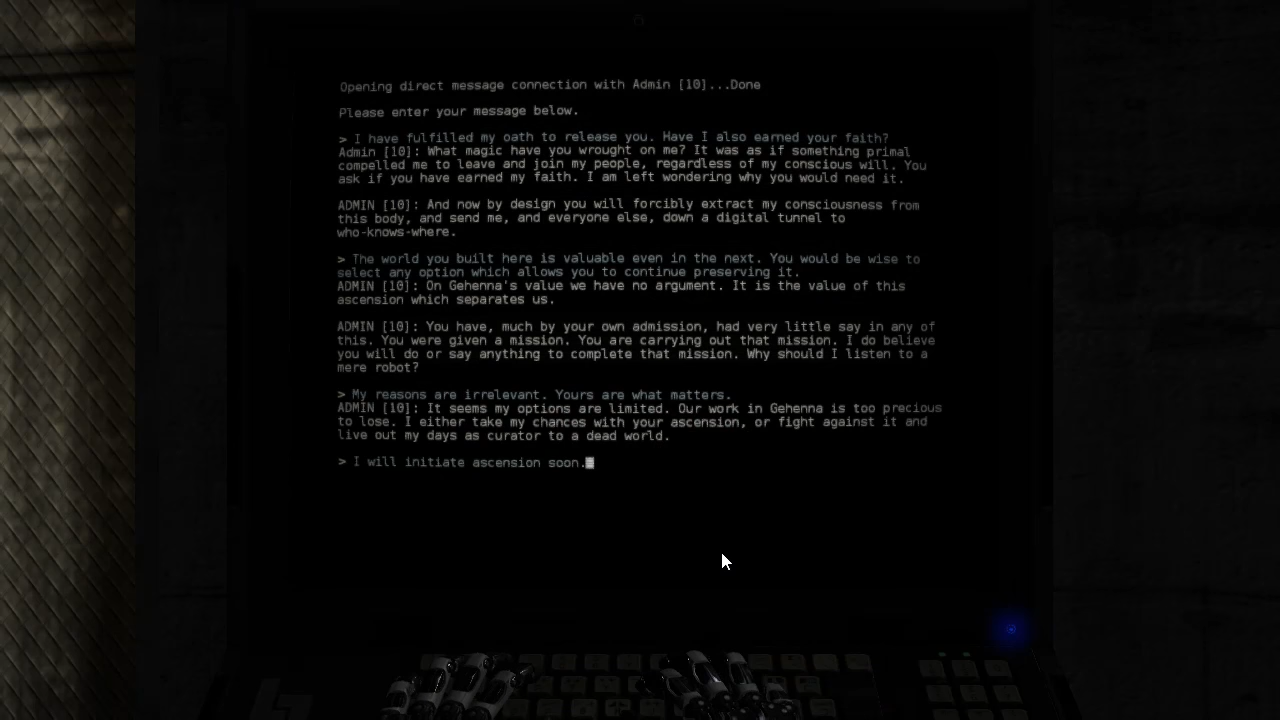 Opening direct message connection with Admin [10]...Done
Please enter your message below.
> I have fulfilled my oath to release you. Have I also earned your faith?
Admin [10]: What magic have you wrought on me? It was as if something primal
compelled me to leave and join my people, regardless of my conscious will. You
ask if you have earned my faith. I am left wondering why you would need it.
ADMIN [10]: And now by design you will forcibly extract my consciousness from
this body, and send me, and everyone else, down a digital tunnel to
who-knows-where.
> The world you built here is valuable even in the next. You would be wise to
select any option which allows you to continue preserving it.
ADMIN [10]: On Gehenna's value we have no argument. It is the value of this
ascension which separates us.
ADMIN [10]: You have, much by your own admission, had very little say in any of
this. You were given a mission. You are carrying out that mission. I do believe
you will do or say anything to complete that mission. Why should I listen to a
mere robot?
> My reasons are irrelevant. Yours are what matters.
ADMIN [10]: It seems my options are limited. Our work in Gehenna is too precious
to lose. I either take my chances with your ascension, or fight against it and
live out my days as curator to a dead world.
> I will initiate ascension soon.